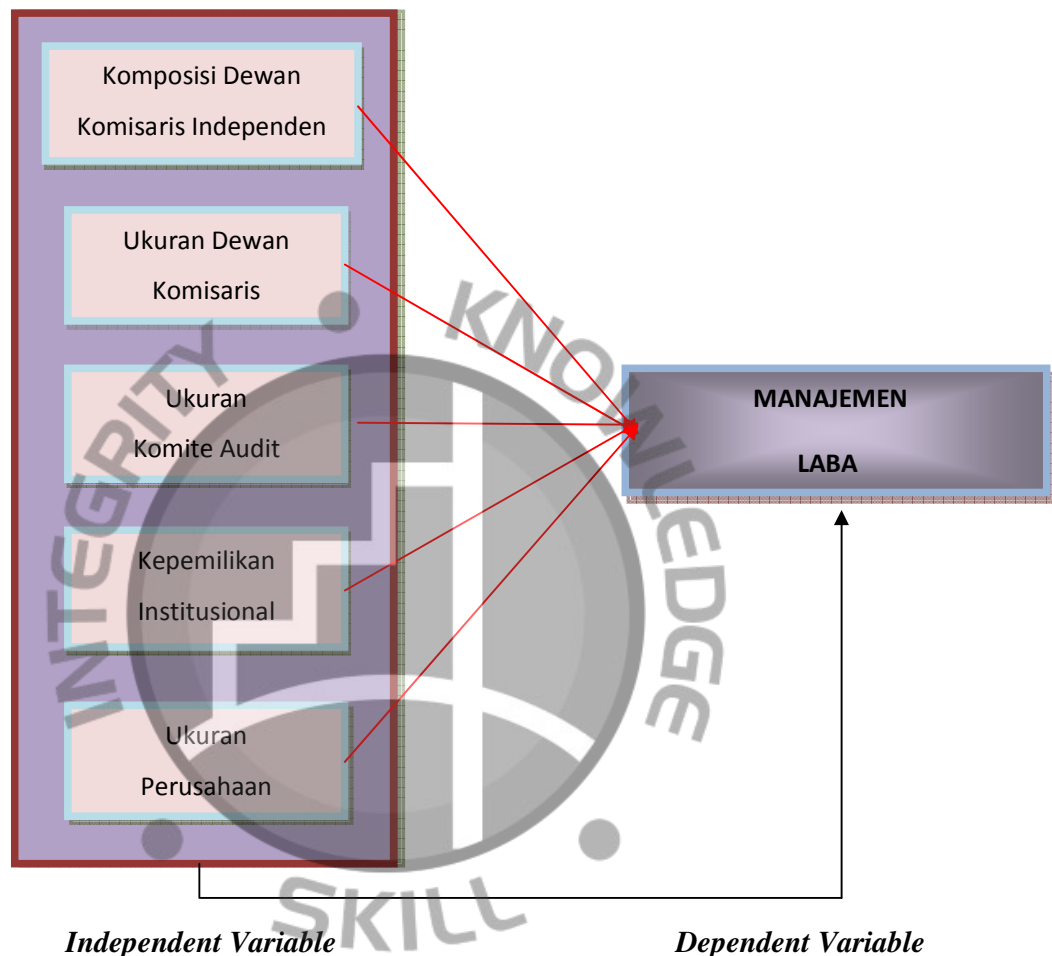 Komposisi Dewan
Komisaris Independen
Ukuran Dewan
Komisaris
Ukuran
Komite Audit
Kepemilikan
Institusional
Ukuran
Perusahaan
MANAJEMEN
LABA
INTEGRITY
KNOWLEDGE
SKILL
Independent Variable
Dependent Variable